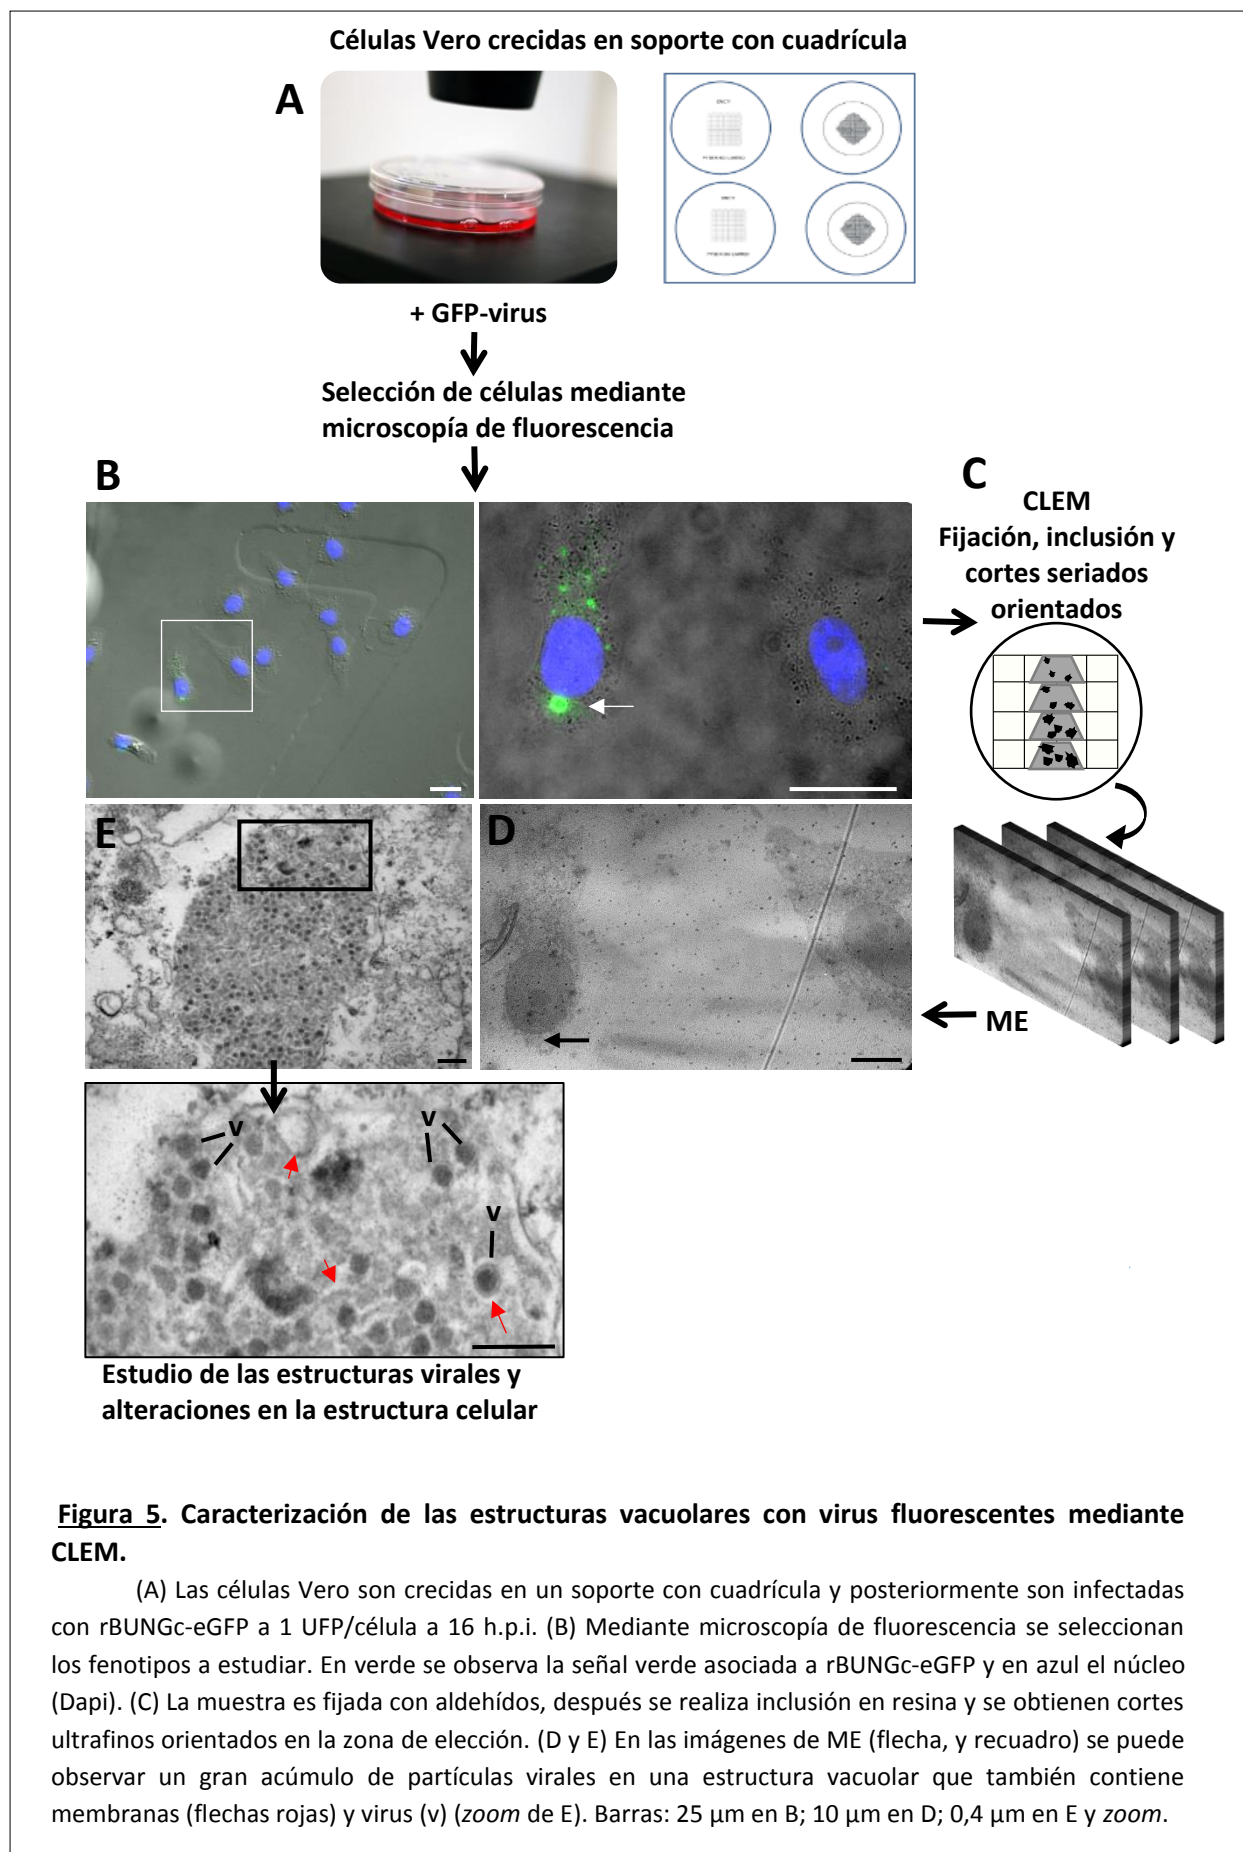 Células Vero crecidas en soporte con cuadrícula
A
+ GFP-virus
Selección de células mediante
microscopía de fluorescencia
B
C
CLEM
Fijación, inclusión y
cortes seriados
orientados
E
D
ME
v
v
v
Estudio de las estructuras virales y
alteraciones en la estructura celular
Figura 5. Caracterización de las estructuras vacuolares con virus fluorescentes mediante
CLEM.
(A) Las células Vero son crecidas en un soporte con cuadrícula y posteriormente son infectadas
con rBUNGc-eGFP a 1 UFP/célula a 16 h.p.i. (B) Mediante microscopía de fluorescencia se seleccionan
los fenotipos a estudiar. En verde se observa la señal verde asociada a rBUNGc-eGFP y en azul el núcleo
(Dapi). (C) La muestra es fijada con aldehídos, después se realiza inclusión en resina y se obtienen cortes
ultrafinos orientados en la zona de elección. (D y E) En las imágenes de ME (flecha, y recuadro) se puede
observar un gran acúmulo de partículas virales en una estructura vacuolar que también contiene
membranas (flechas rojas) y virus (v) (zoom de E). Barras: 25 µm en B; 10 µm en D; 0,4 µm en E y zoom.